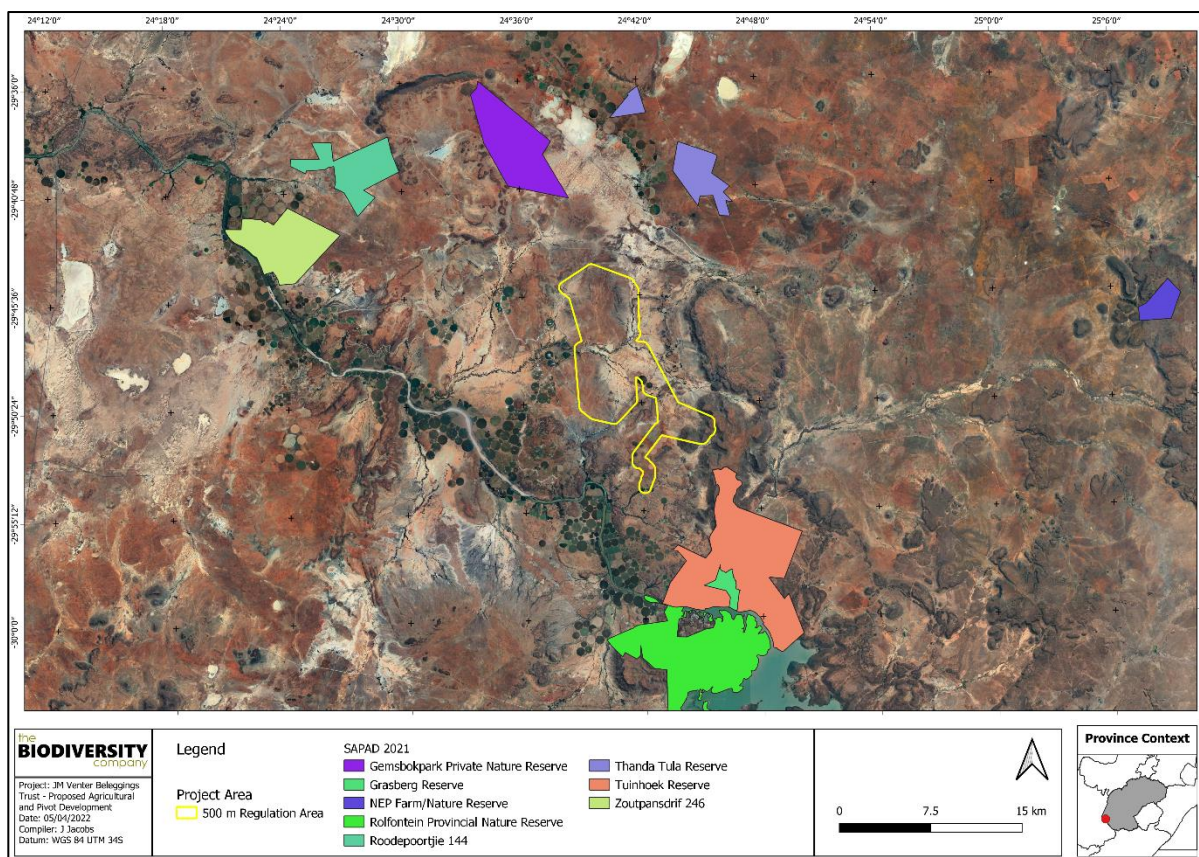 24°12'0" 24°18'0" 24°24'0" 24°30'0" 24°36'0" 24°42'0" 24°48'0" 24°54'0" 25°0'0" 25°6'0"
-29°36'0"
-29°40'48"
-29°45'36"
-29°50'24"
-29°55'12"
-30°0'0"
the
BIODIVERSITY
company
Project: JM Venter Beleggings
Trust - Proposed Agricultural
and Pivot Development
Date: 05/04/2022
Compiler: J Jacobs
Datum: WGS 84 UTM 34S
Legend
Project Area
500 m Regulation Area
SAPAD 2021
Gemsbokpark Private Nature Reserve
Grasberg Reserve
NEP Farm/Nature Reserve
Rolfontein Provincial Nature Reserve
Roodepoortjie 144
Thanda Tula Reserve
Tuinhoek Reserve
Zoutpansdrif 246
0 7.5 15 km
Province Context